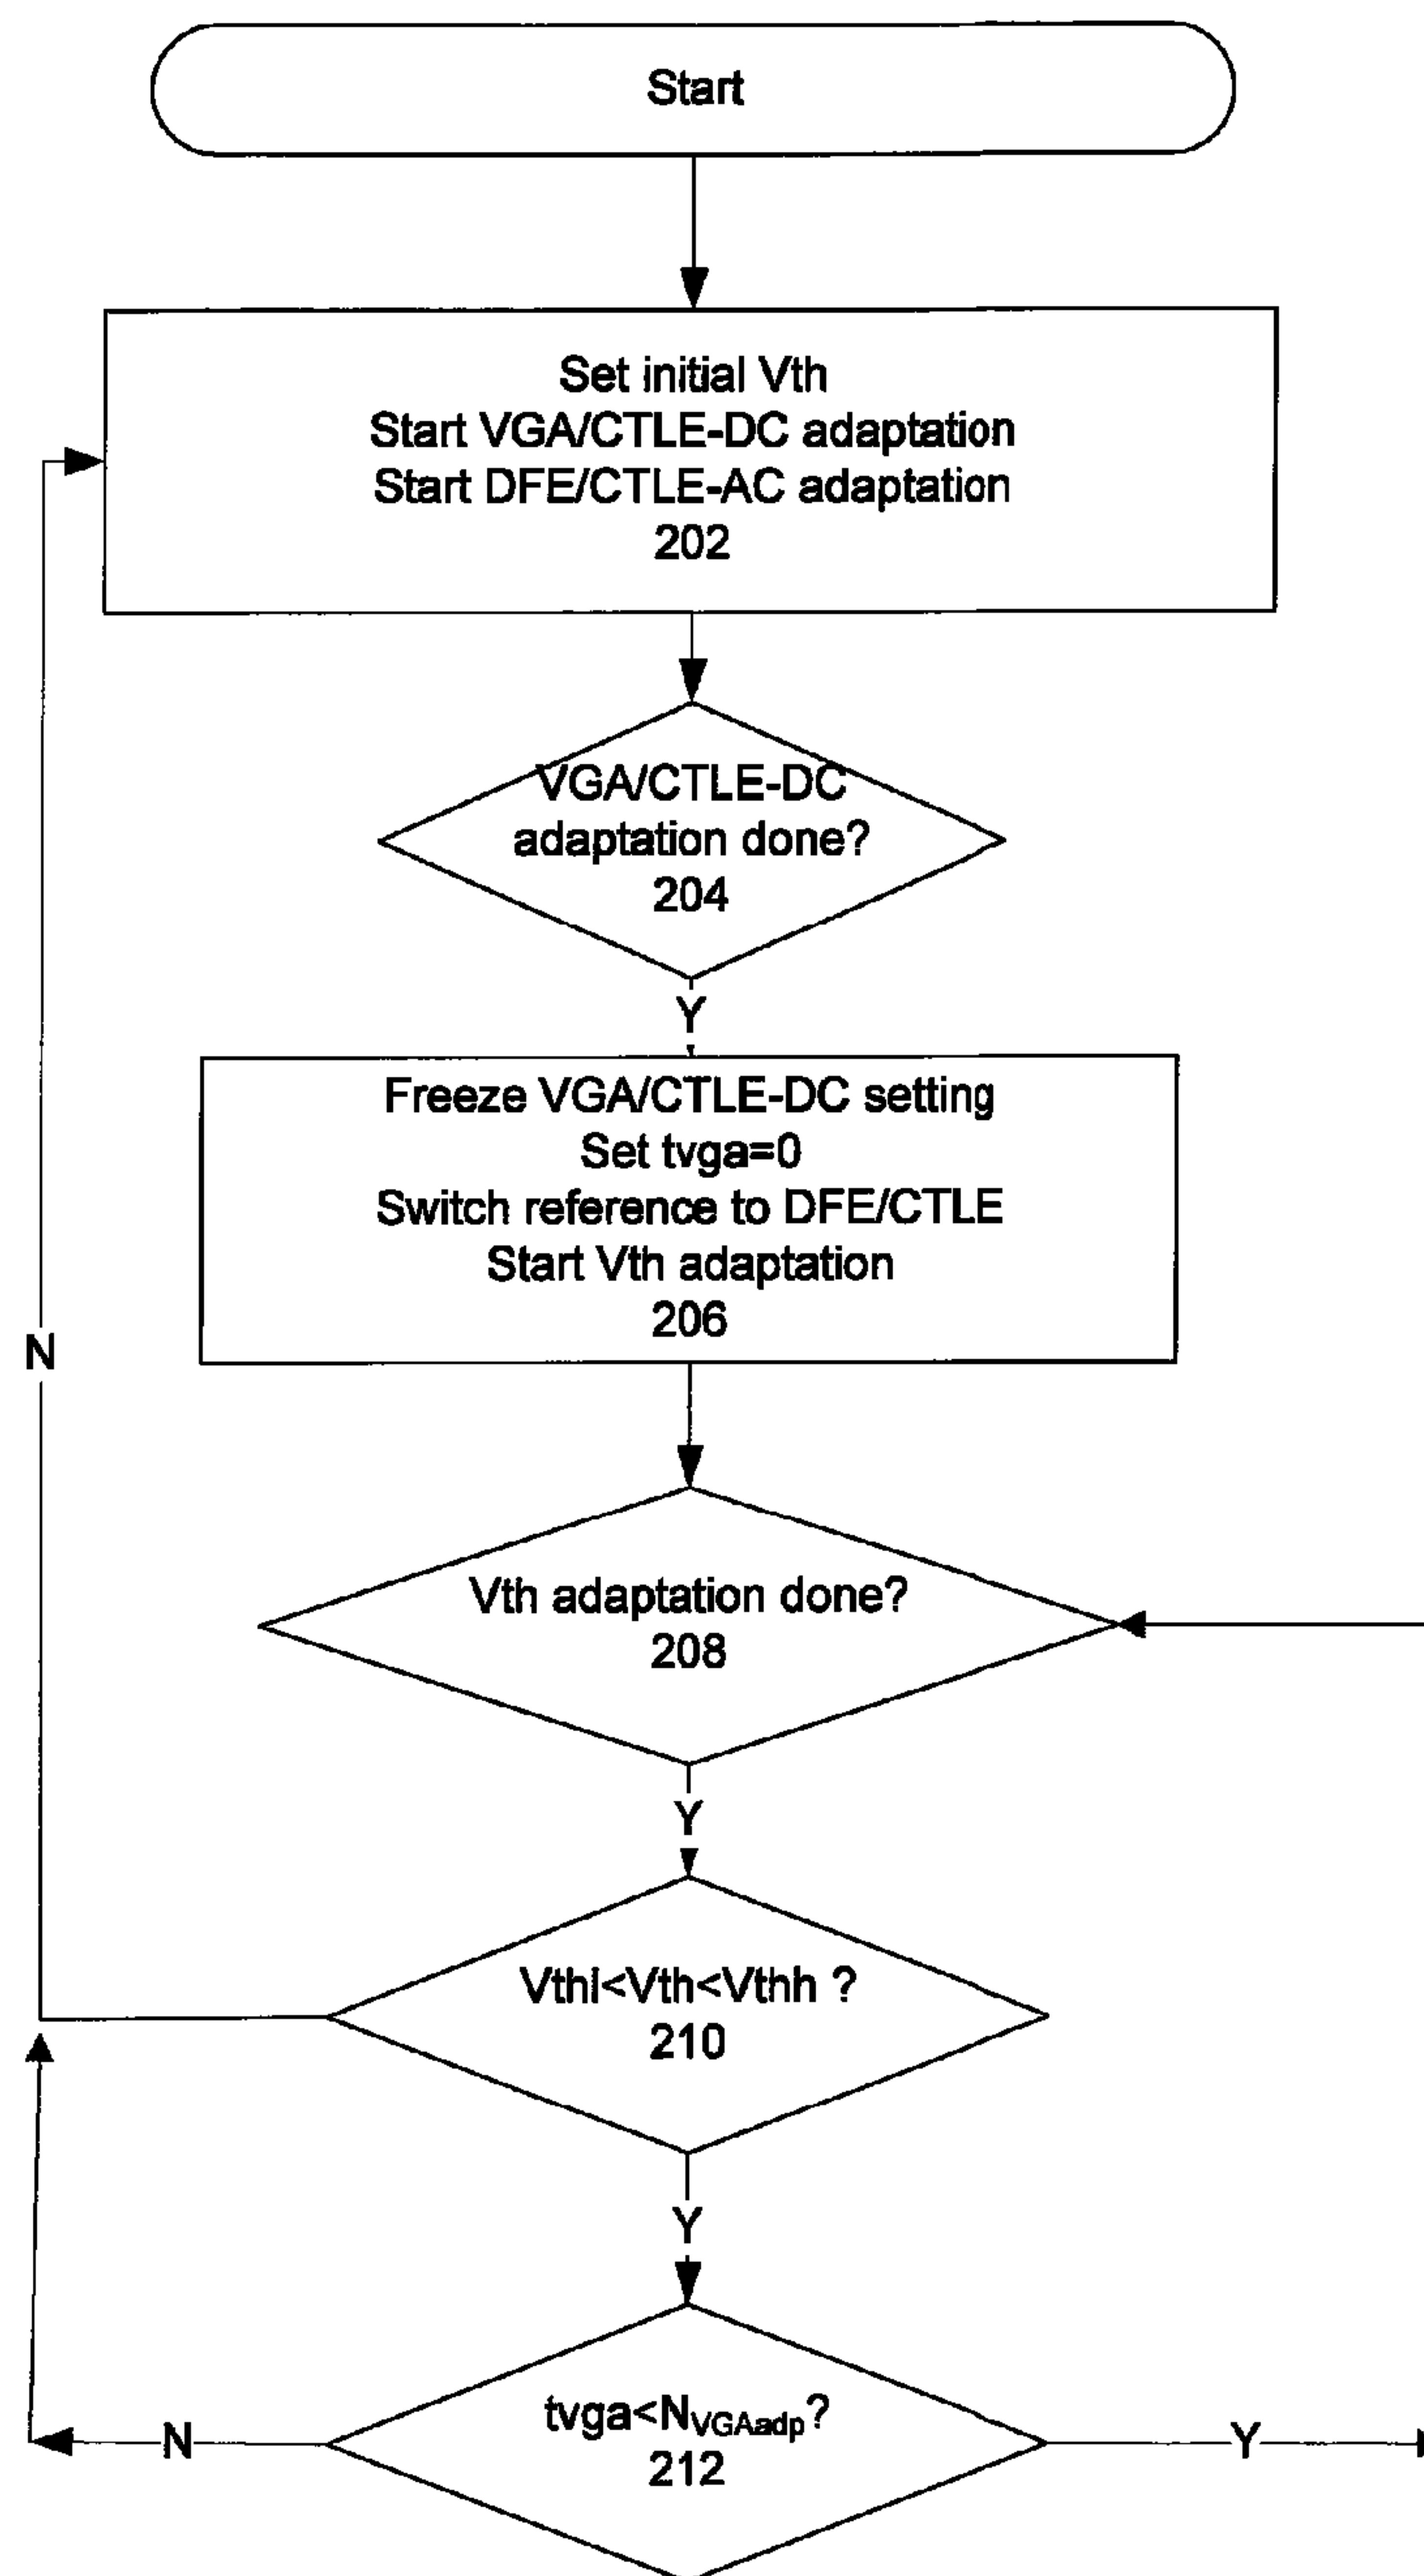 Start
Set initial Vth
Start VGA/CTLE-DC adaptation
Start DFE/CTLE-AC adaptation
202
VGA/CTLE-DC
adaptation done?
204
Y
Freeze VGA/CTLE-DC setting
Set tvga=0
Switch reference to DFE/CTLE
Start Vth adaptation
206
N
Vth adaptation done?
208
Y
Vthl<Vth<Vthh ?
210
Y
tvga<NVGAadp?
212
N
Y